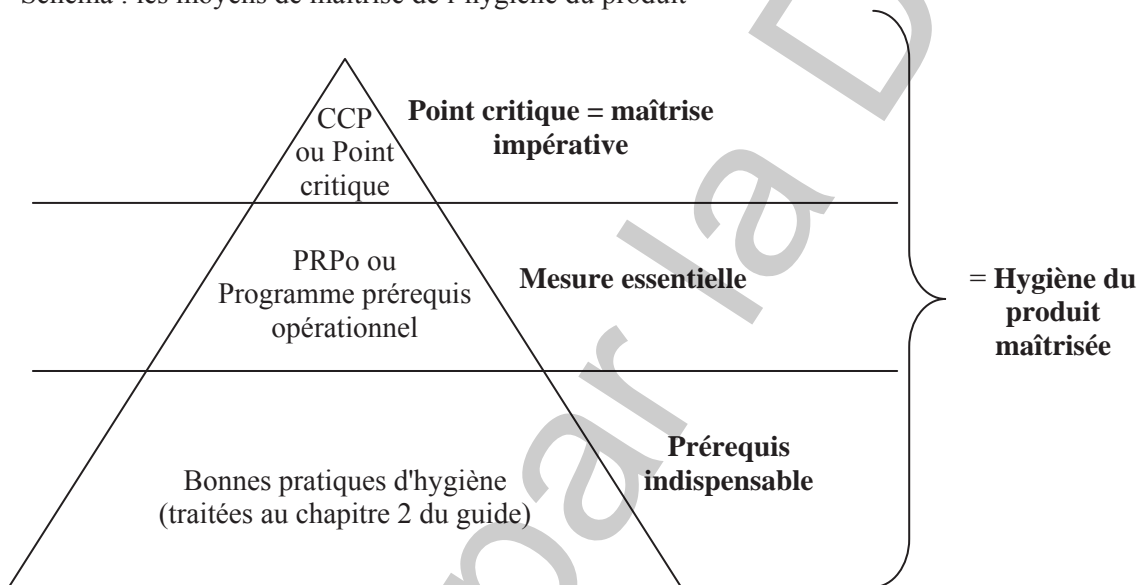 Schéma : les moyens de maîtrise de l'hygiène du produit
CCP
ou Point
critique
Point critique = maîtrise
impérative
PRPo ou
Programme prérequis
opérationnel
Mesure essentielle
= Hygiène du
produit
maîtrisée
Bonnes pratiques d'hygiène
(traitées au chapitre 2 du guide)
Prérequis
indispensable
par la D